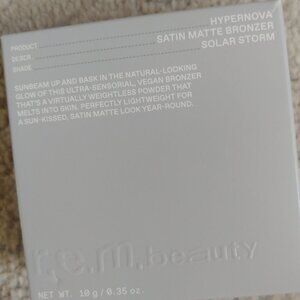 PRODUCT HYPERNOVA
DESCR. SATIN MATTE BRONZER
SHADE SOLAR STORM
SUNBEAM UP AND BASK IN THE NATURAL-LOOKING
GLOW OF THIS ULTRA-SENSORIAL, VEGAN BRONZER
THAT'S A VIRTUALLY WEIGHTLESS POWDER THAT
MELTS INTO SKIN. PERFECTLY LIGHTWEIGHT FOR
A SUN-KISSED, SATIN MATTE LOOK YEAR-ROUND.
r.e.m.beauty
NET WT. 10 g / 0.35 oz